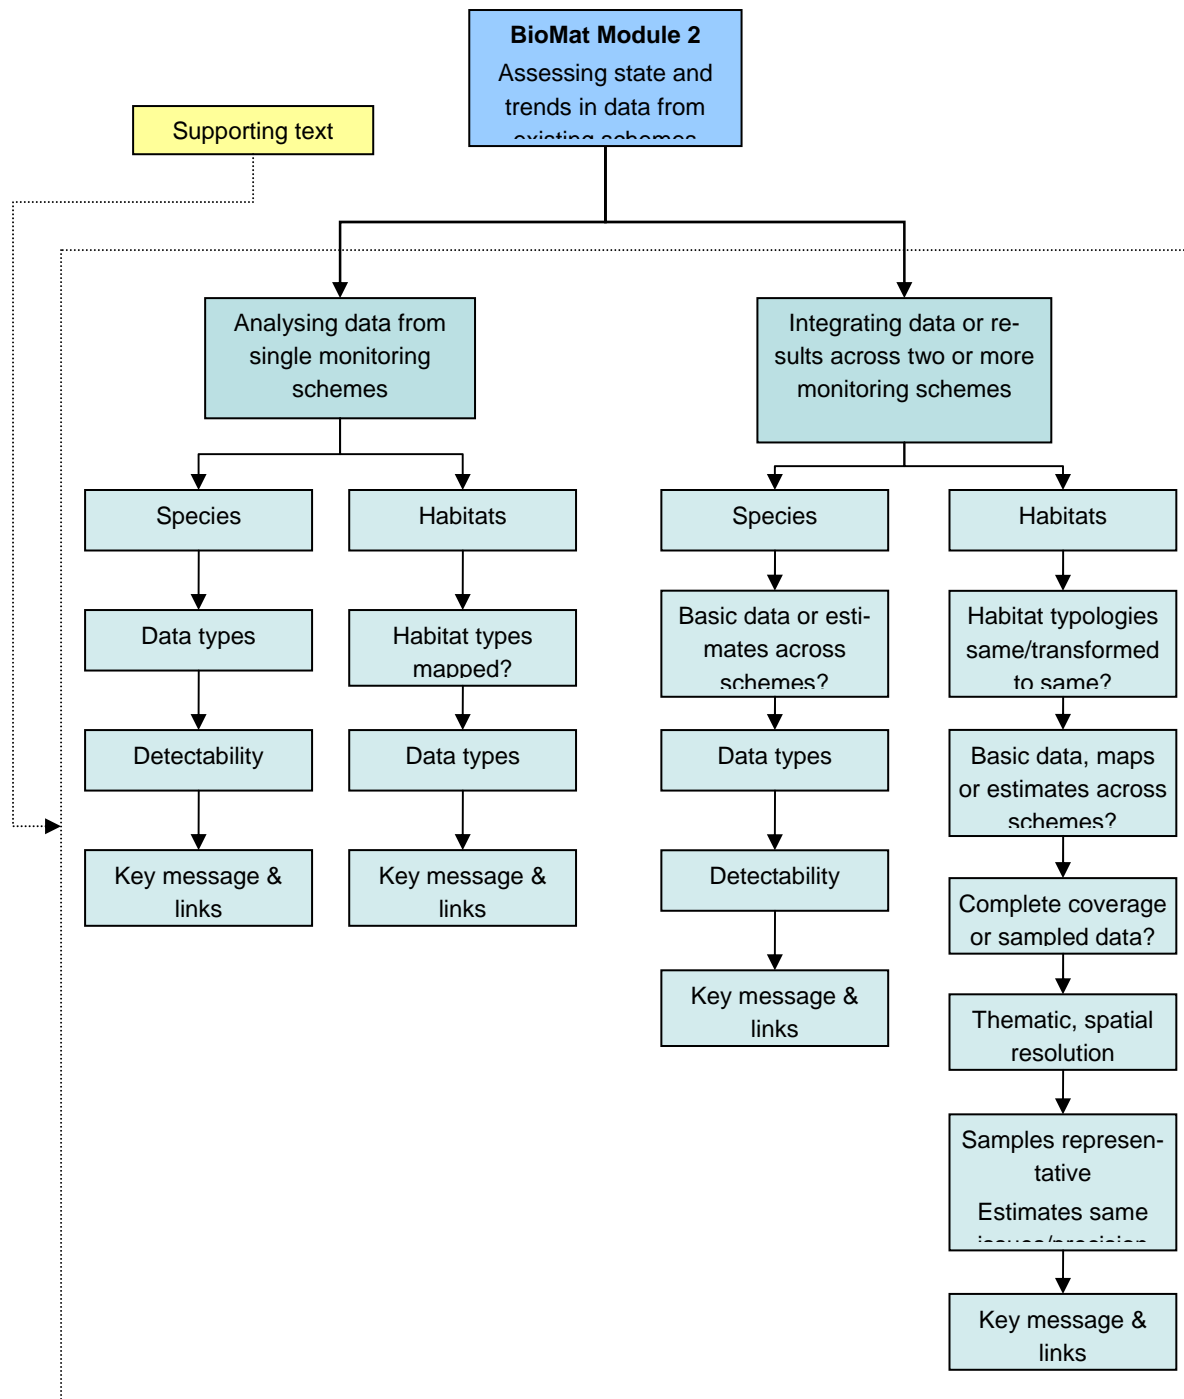 BioMat Module 2
Assessing state and
trends in data from
existing schemes
Supporting text
Analysing data from
single monitoring
schemes
Integrating data or re-
sults across two or more
monitoring schemes
Species
Data types
Detectability
Key message &
links
Habitats
Habitat types
mapped?
Data types
Key message &
links
Species
Basic data or esti-
mates across
schemes?
Data types
Detectability
Key message &
links
Habitats
Habitat typologies
same/transformed
to same?
Basic data, maps
or estimates across
schemes?
Complete coverage
or sampled data?
Thematic, spatial
resolution
Samples represen-
tative
Estimates same
issues/precision
Key message &
links